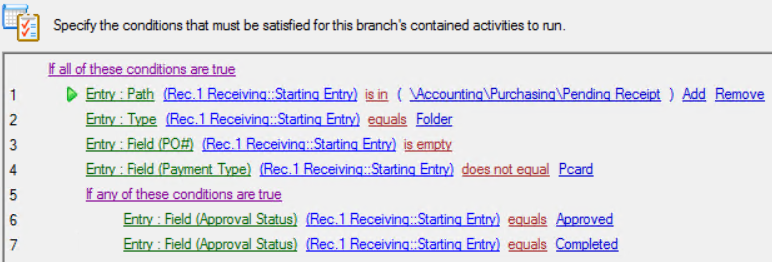 Specify the conditions that must be satisfied for this branch's contained activities to run.
If all of these conditions are true
1 Entry : Path (Rec.1 Receiving::Starting Entry) is in ( \Accounting\Purchasing\Pending Receipt ) Add Remove
2 Entry : Type (Rec.1 Receiving::Starting Entry) equals Folder
3 Entry : Field (PO#) (Rec.1 Receiving::Starting Entry) is empty
4 Entry : Field (Payment Type) (Rec.1 Receiving::Starting Entry) does not equal Pcard
5 If any of these conditions are true
6 Entry : Field (Approval Status) (Rec.1 Receiving::Starting Entry) equals Approved
7 Entry : Field (Approval Status) (Rec.1 Receiving::Starting Entry) equals Completed